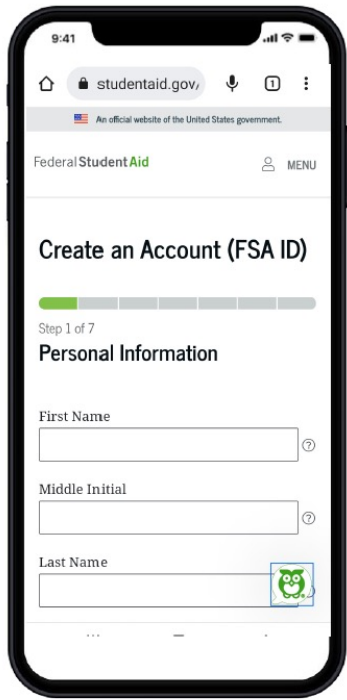 9:41
studentaid.gov/
1
An official website of the United States government.
Federal Student Aid
MENU
Create an Account (FSA ID)
Step 1 of 7
Personal Information
First Name
?
Middle Initial
?
Last Name